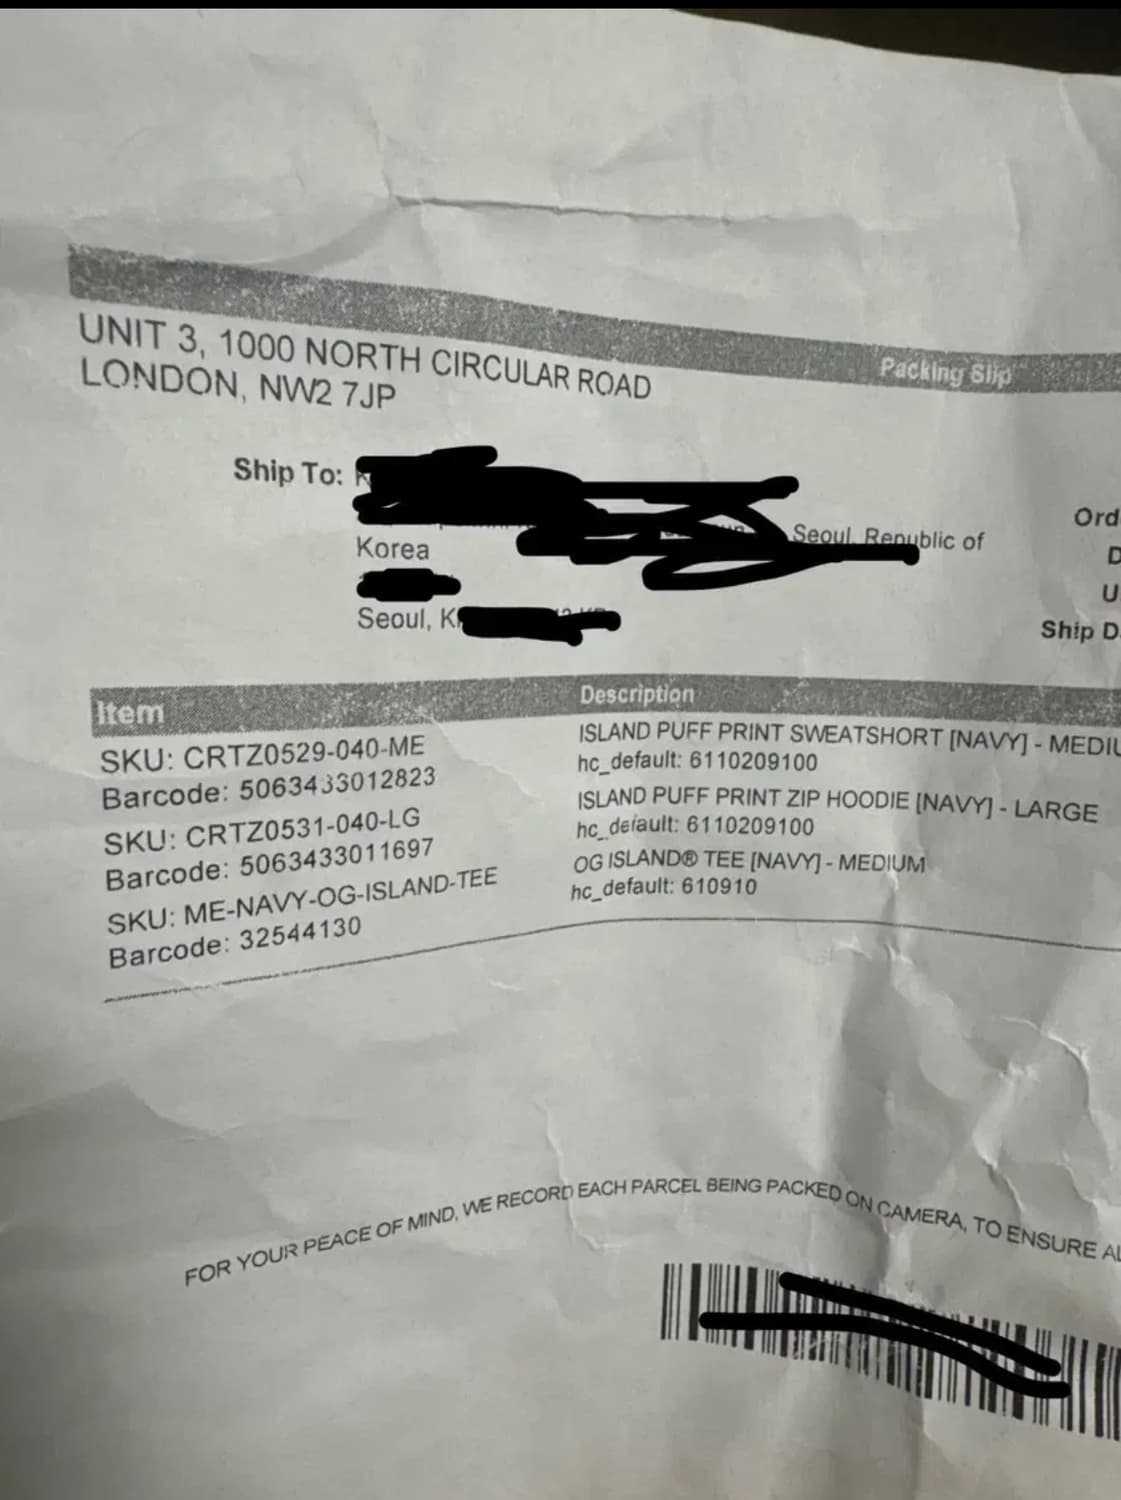 Packing Slip
UNIT 3, 1000 NORTH CIRCULAR ROAD
LONDON, NW2 7JP
Ship To:
Seoul, Republic of
Korea
Seoul, K
Ord
D
U
Ship D
Item Description
SKU: CRTZ0529-040-ME
Barcode: 5063433012823
ISLAND PUFF PRINT SWEATSHORT [NAVY] - MEDIU
hc_default: 6110209100
SKU: CRTZ0531-040-LG
Barcode: 5063433011697
ISLAND PUFF PRINT ZIP HOODIE [NAVY] - LARGE
hc_default: 6110209100
SKU: ME-NAVY-OG-ISLAND-TEE
Barcode: 32544130
OG ISLAND® TEE [NAVY] - MEDIUM
hc_default: 610910
FOR YOUR PEACE OF MIND, WE RECORD EACH PARCEL BEING PACKED ON CAMERA, TO ENSURE AL